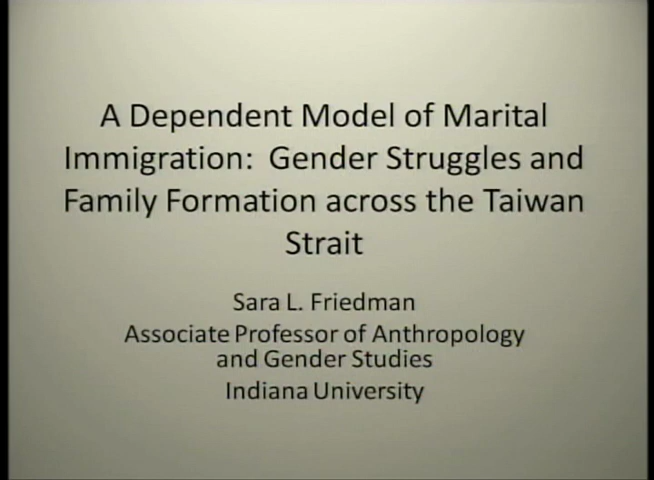 A Dependent Model of Marital
Immigration: Gender Struggles and
Family Formation across the Taiwan
Strait
Sara L. Friedman
Associate Professor of Anthropology
and Gender Studies
Indiana University